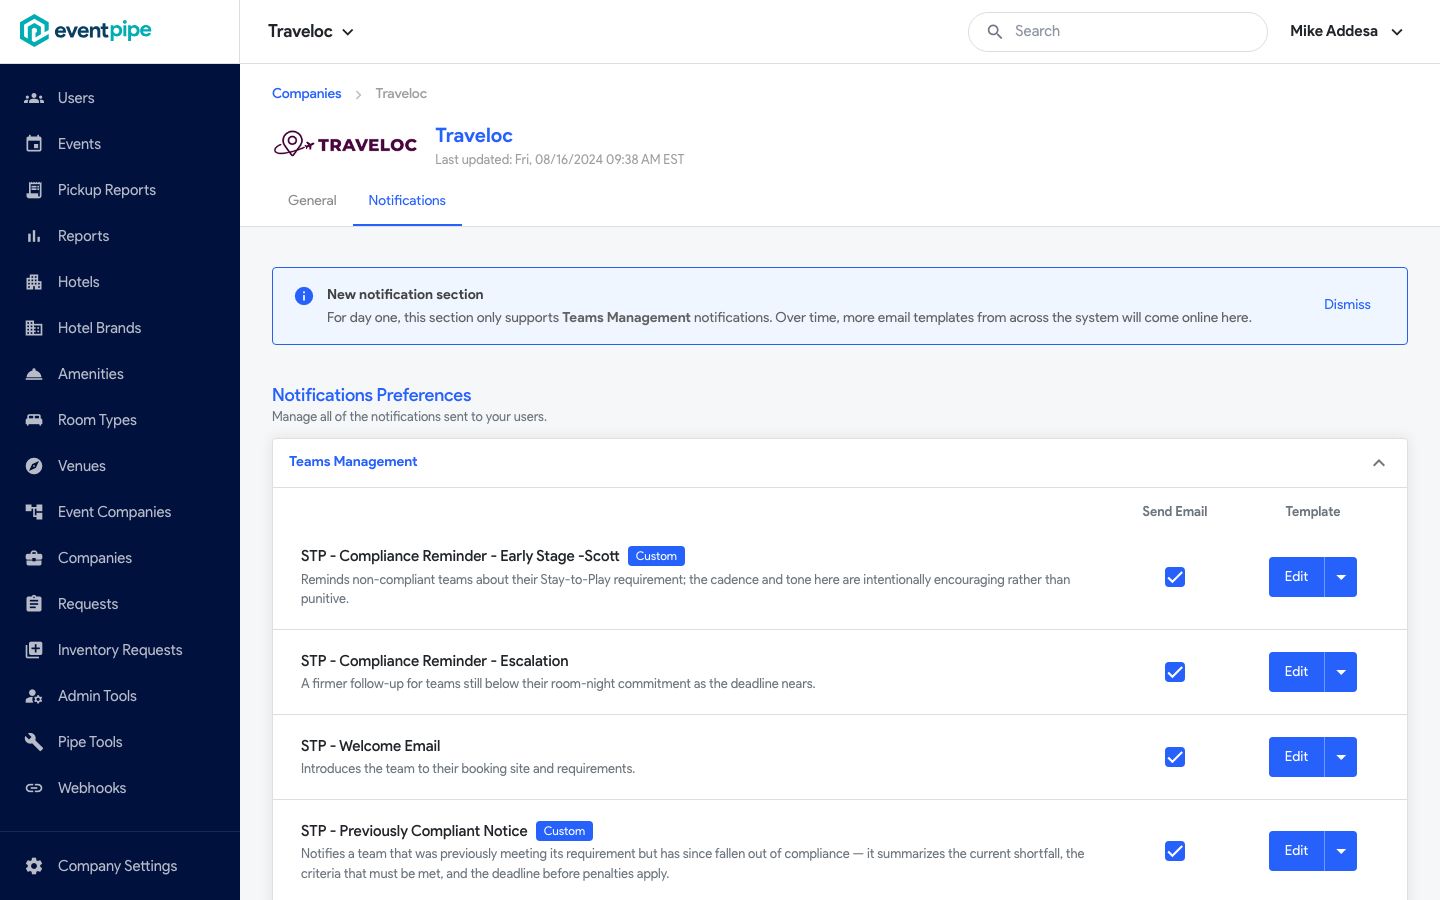 eventpipe
Traveloc
Search
Mike Addesa
Users
Events
Pickup Reports
Reports
Hotels
Hotel Brands
Amenities
Room Types
Venues
Event Companies
Companies
Requests
Inventory Requests
Admin Tools
Pipe Tools
Webhooks
Company Settings
Companies
Traveloc
TRAVELOC
Traveloc
Last updated: Fri, 08/16/2024 09:38 AM EST
General
Notifications
New notification section
For day one, this section only supports Teams Management notifications. Over time, more email templates from across the system will come online here.
Dismiss
Notifications Preferences
Manage all of the notifications sent to your users.
Teams Management
Send Email
Template
STP - Compliance Reminder - Early Stage -Scott
Custom
Reminds non-compliant teams about their Stay-to-Play requirement; the cadence and tone here are intentionally encouraging rather than
punitive.
Edit
STP - Compliance Reminder - Escalation
A firmer follow-up for teams still below their room-night commitment as the deadline nears.
Edit
STP - Welcome Email
Introduces the team to their booking site and requirements.
Edit
STP - Previously Compliant Notice
Custom
Notifies a team that was previously meeting its requirement but has since fallen out of compliance — it summarizes the current shortfall, the
criteria that must be met, and the deadline before penalties apply.
Edit